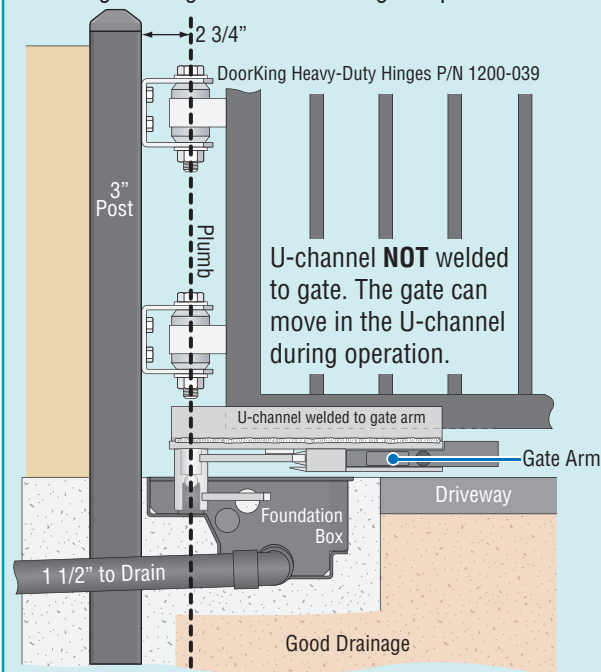 2 3/4”
DoorKing Heavy-Duty Hinges P/N 1200-039
3”
Post
Plumb
U-channel NOT welded
to gate. The gate can
move in the U-channel
during operation.
U-channel welded to gate arm
Gate Arm
Driveway
Foundation
Box
1 1/2” to Drain
Good Drainage